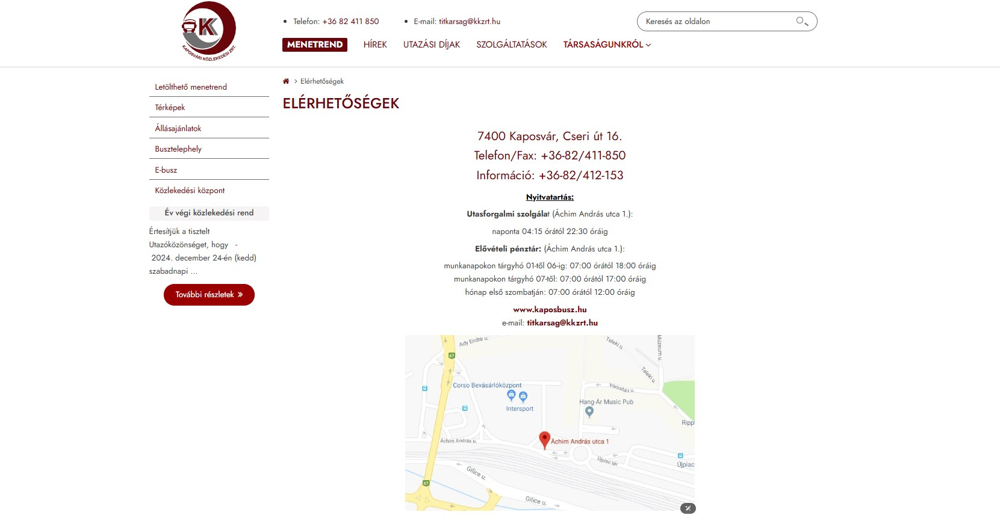 KAPOSVÁRI KÖZLEKEDÉSI ZRT.
Telefon: +36 82 411 850
E-mail: titkarsag@kkzrt.hu
Keresés az oldalon
MENETREND
HÍREK
UTAZÁSI DÍJAK
SZOLGÁLTATÁSOK
TÁRSASÁGUNKRÓL
Letölthető menetrend
Térképek
Állásajánlatok
Busztelephely
E-busz
Közlekedési központ
Év végi közlekedési rend
Értesítjük a tisztelt
Utazóközönséget, hogy -
2024. december 24-én (kedd)
szabadnapi ...
További részletek »
> Elérhetőségek
ELÉRHETŐSÉGEK
7400 Kaposvár, Cseri út 16.
Telefon/Fax: +36-82/411-850
Információ: +36-82/412-153
Nyitvatartás:
Utasforgalmi szolgálat (Áchim András utca 1.):
naponta 04:15 órától 22:30 óráig
Elővételi pénztár: (Áchim András utca 1.):
munkanapokon tárgyhó 01-től 06-ig: 07:00 órától 18:00 óráig
munkanapokon tárgyhó 07-től: 07:00 órától 17:00 óráig
hónap első szombatján: 07:00 órától 12:00 óráig
www.kaposbusz.hu
e-mail: titkarsag@kkzrt.hu
Ady Endre u.
Teleki u.
Múzeum u.
67
Teleki u.
Corso Bevásárlóközpont
Városház u.
Hang-Ár Music Pub
Intersport
Rippl
Áchim András u.
Áchim András utca 1
Újpiac tér
Újpiac
Gilice u.
67
Gilice u.